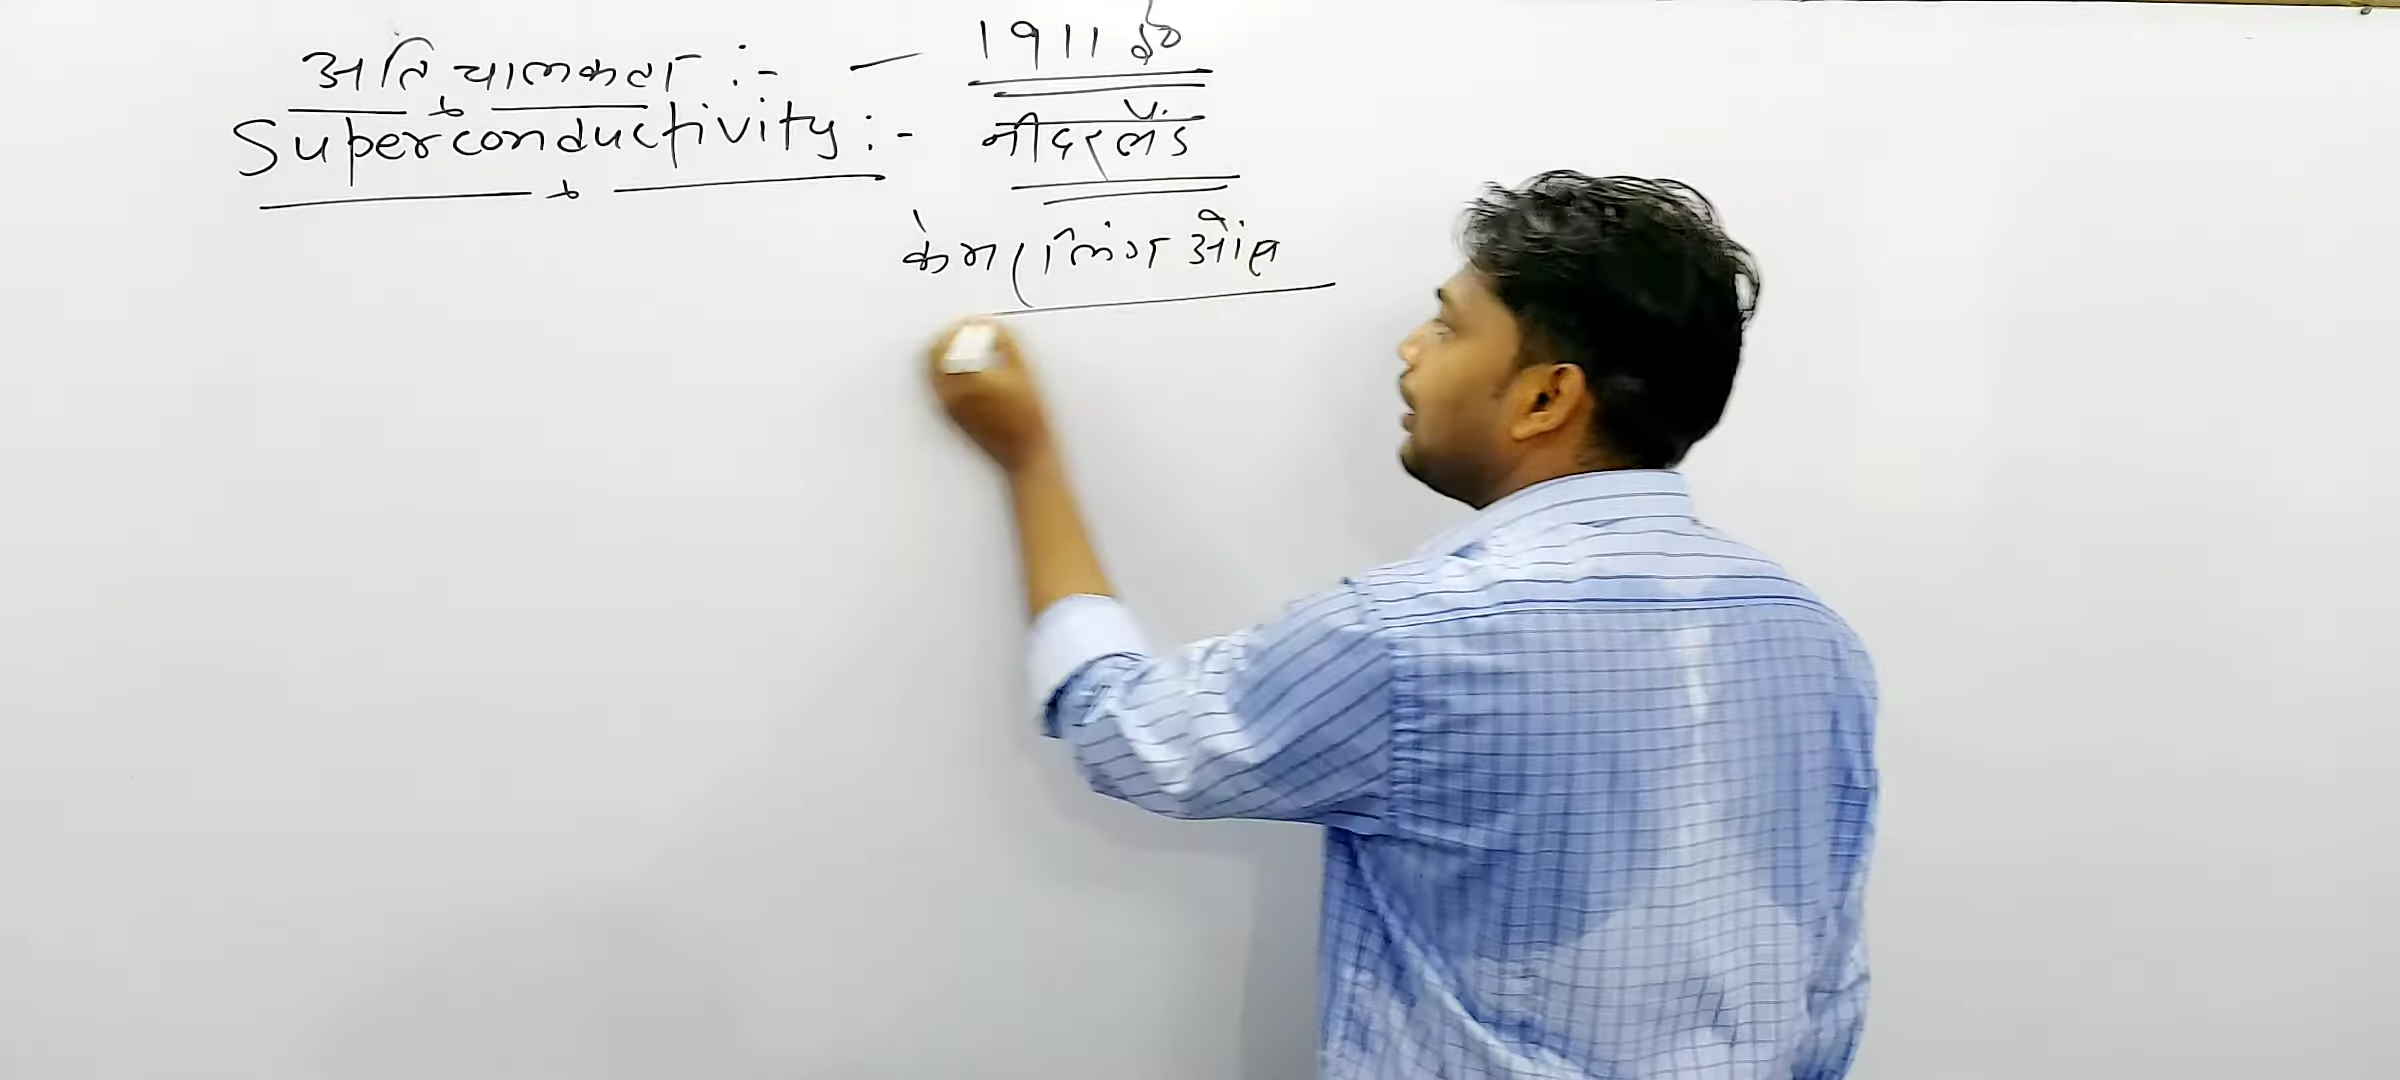 अतिचालकता :- – 1911 ई०
Superconductivity :- नीदरलैंड
केमरलिंग ओंस